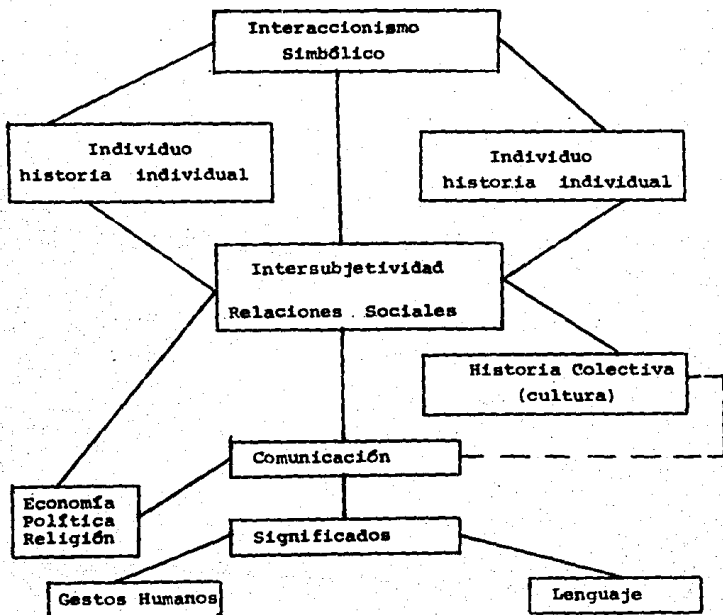 Interaccionismo
Simbólico
Individuo
historia individual
Individuo
historia individual
Intersubjetividad
Relaciones Sociales
Historia Colectiva
(cultura)
Comunicación
Economía
Política
Religión
Significados
Gestos Humanos
Lenguaje